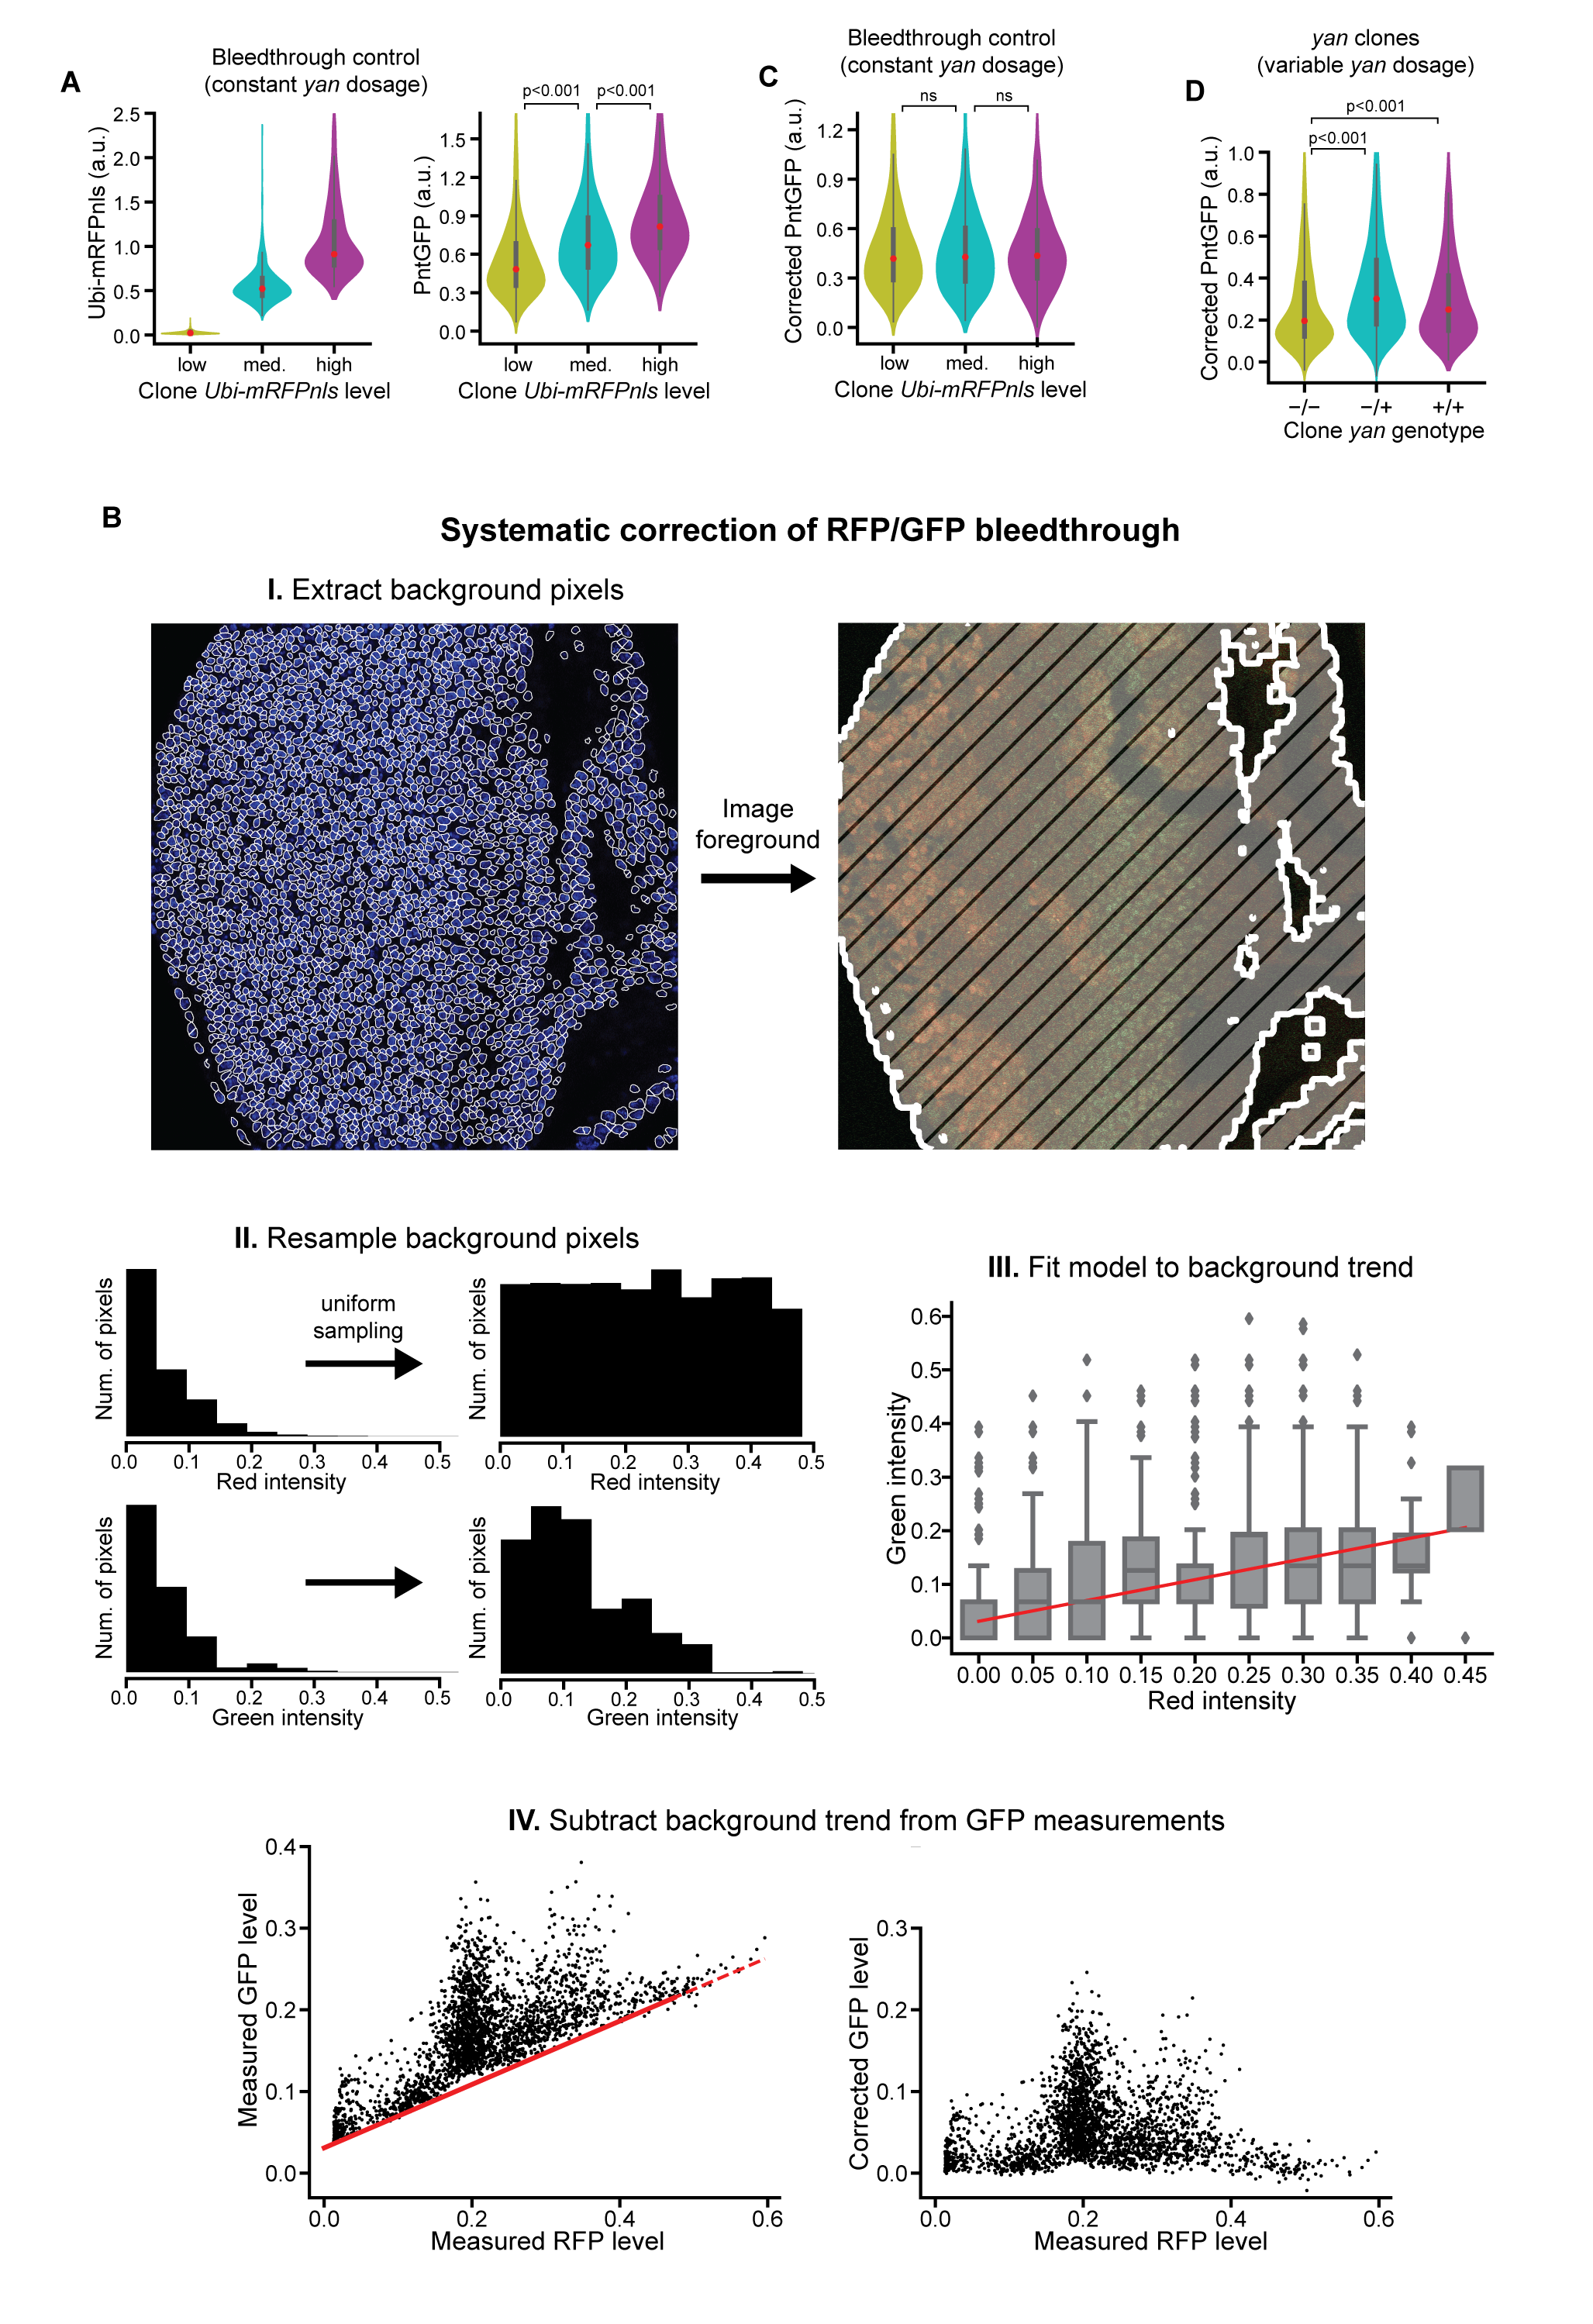 A
Bleedthrough control
(constant yan dosage)
Ubi-mRFPnls (a.u.)
2.5
2.0
1.5
1.0
0.5
0.0
low
med.
high
Clone Ubi-mRFPnls level
p<0.001
p<0.001
PntGFP (a.u.)
1.5
1.2
0.9
0.6
0.3
0.0
low
med.
high
Clone Ubi-mRFPnls level
C
Bleedthrough control
(constant yan dosage)
ns
ns
Corrected PntGFP (a.u.)
1.2
0.9
0.6
0.3
0.0
low
med.
high
Clone Ubi-mRFPnls level
D
yan clones
(variable yan dosage)
p<0.001
p<0.001
Corrected PntGFP (a.u.)
1.0
0.8
0.6
0.4
0.2
0.0
−/−
−/+
+/+
Clone yan genotype
B
Systematic correction of RFP/GFP bleedthrough
I. Extract background pixels
Image
foreground
II. Resample background pixels
Num. of pixels
0.0 0.1 0.2 0.3 0.4 0.5
Red intensity
uniform
sampling
Num. of pixels
0.0 0.1 0.2 0.3 0.4 0.5
Red intensity
Num. of pixels
0.0 0.1 0.2 0.3 0.4 0.5
Green intensity
Num. of pixels
0.0 0.1 0.2 0.3 0.4 0.5
Green intensity
III. Fit model to background trend
Green intensity
0.6
0.5
0.4
0.3
0.2
0.1
0.0
0.00 0.05 0.10 0.15 0.20 0.25 0.30 0.35 0.40 0.45
Red intensity
IV. Subtract background trend from GFP measurements
Measured GFP level
0.4
0.3
0.2
0.1
0.0
0.0 0.2 0.4 0.6
Measured RFP level
Corrected GFP level
0.3
0.2
0.1
0.0
0.0 0.2 0.4 0.6
Measured RFP level